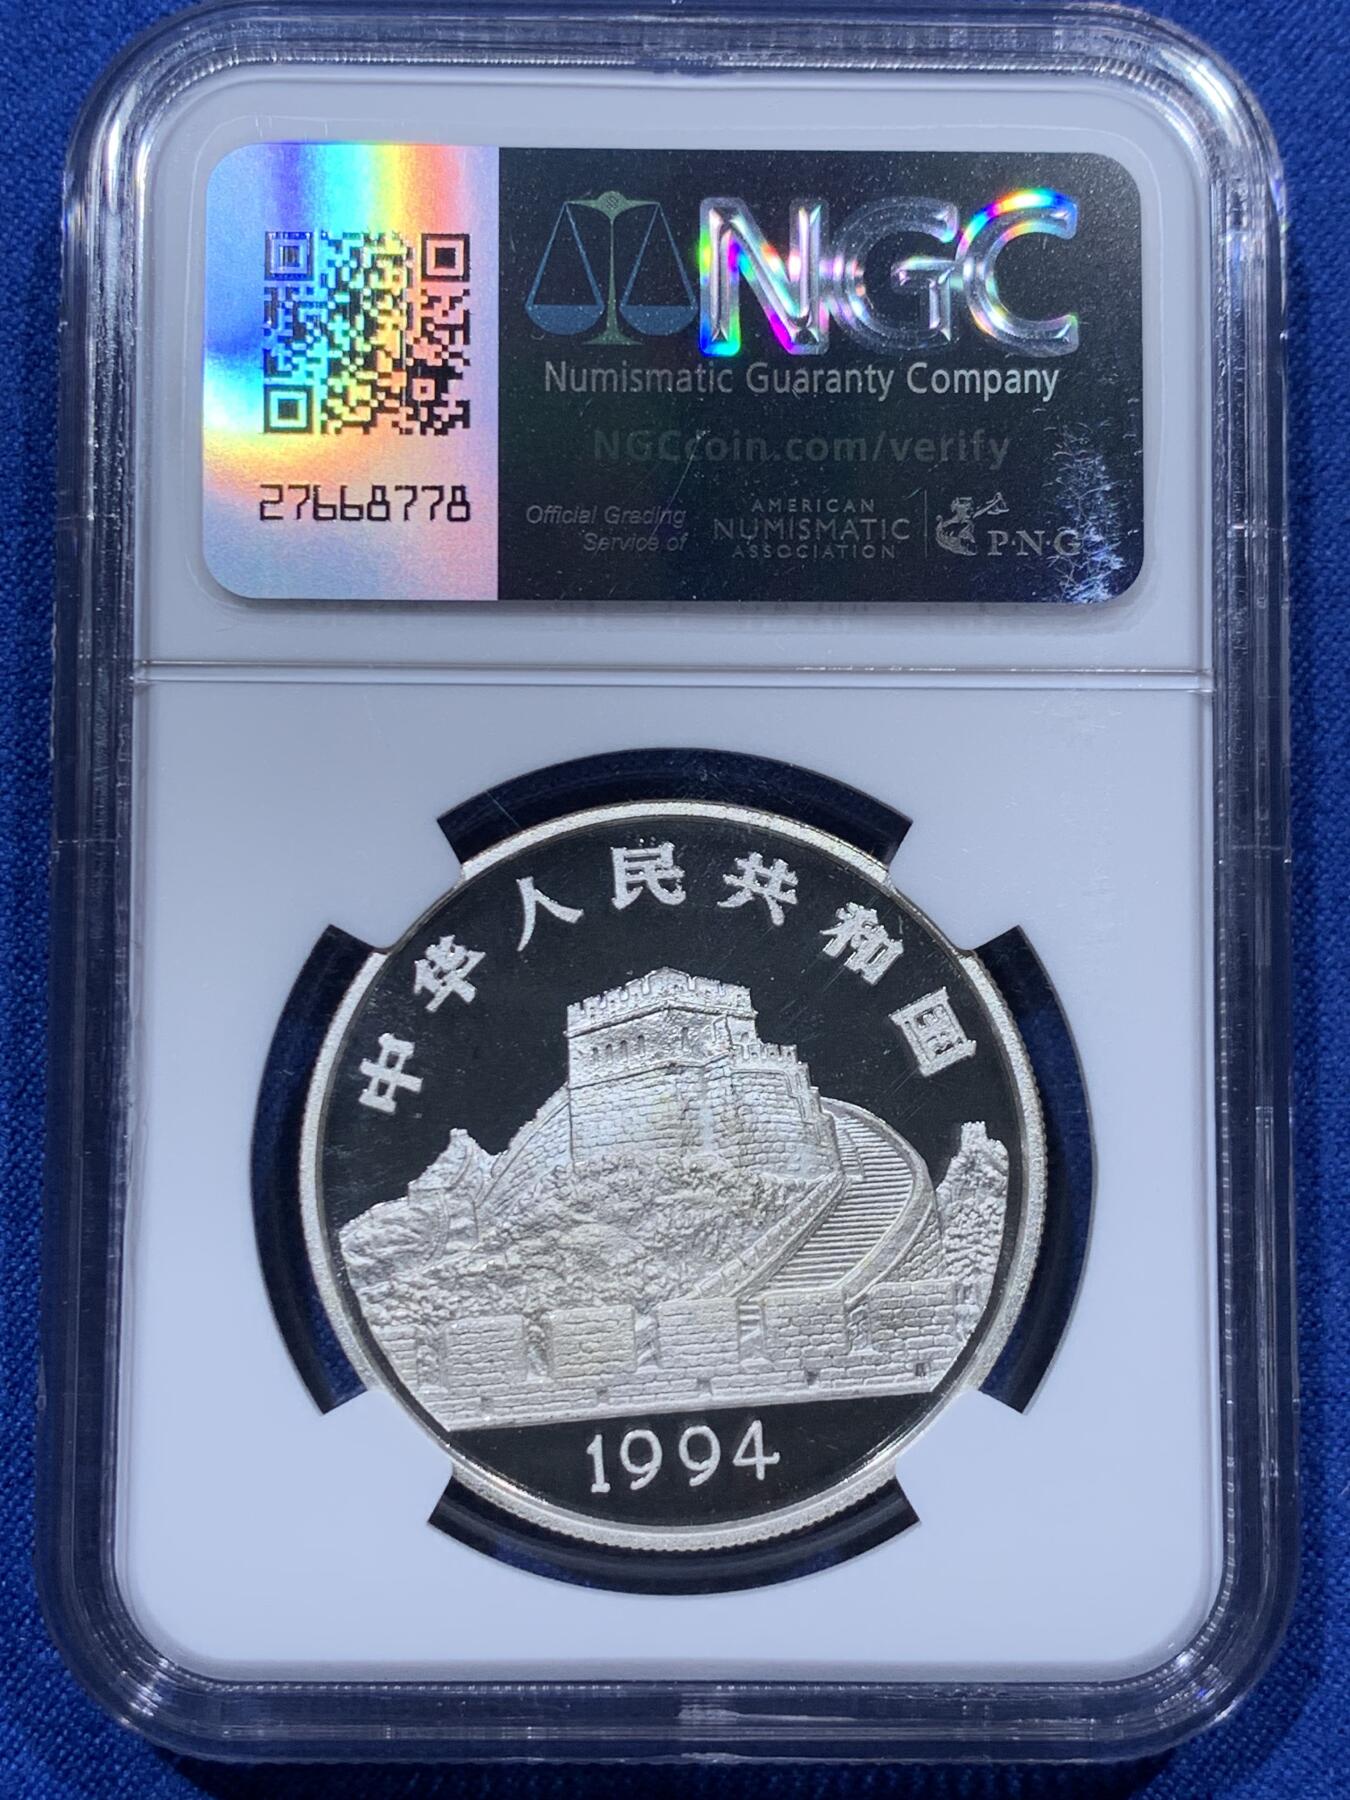 NGC
Numismatic Guaranty Company
NGCcoin.com/verify
27668778
Official Grading
Service of
AMERICAN
NUMISMATIC
ASSOCIATION
P·N·G
中华人民共和国
1994